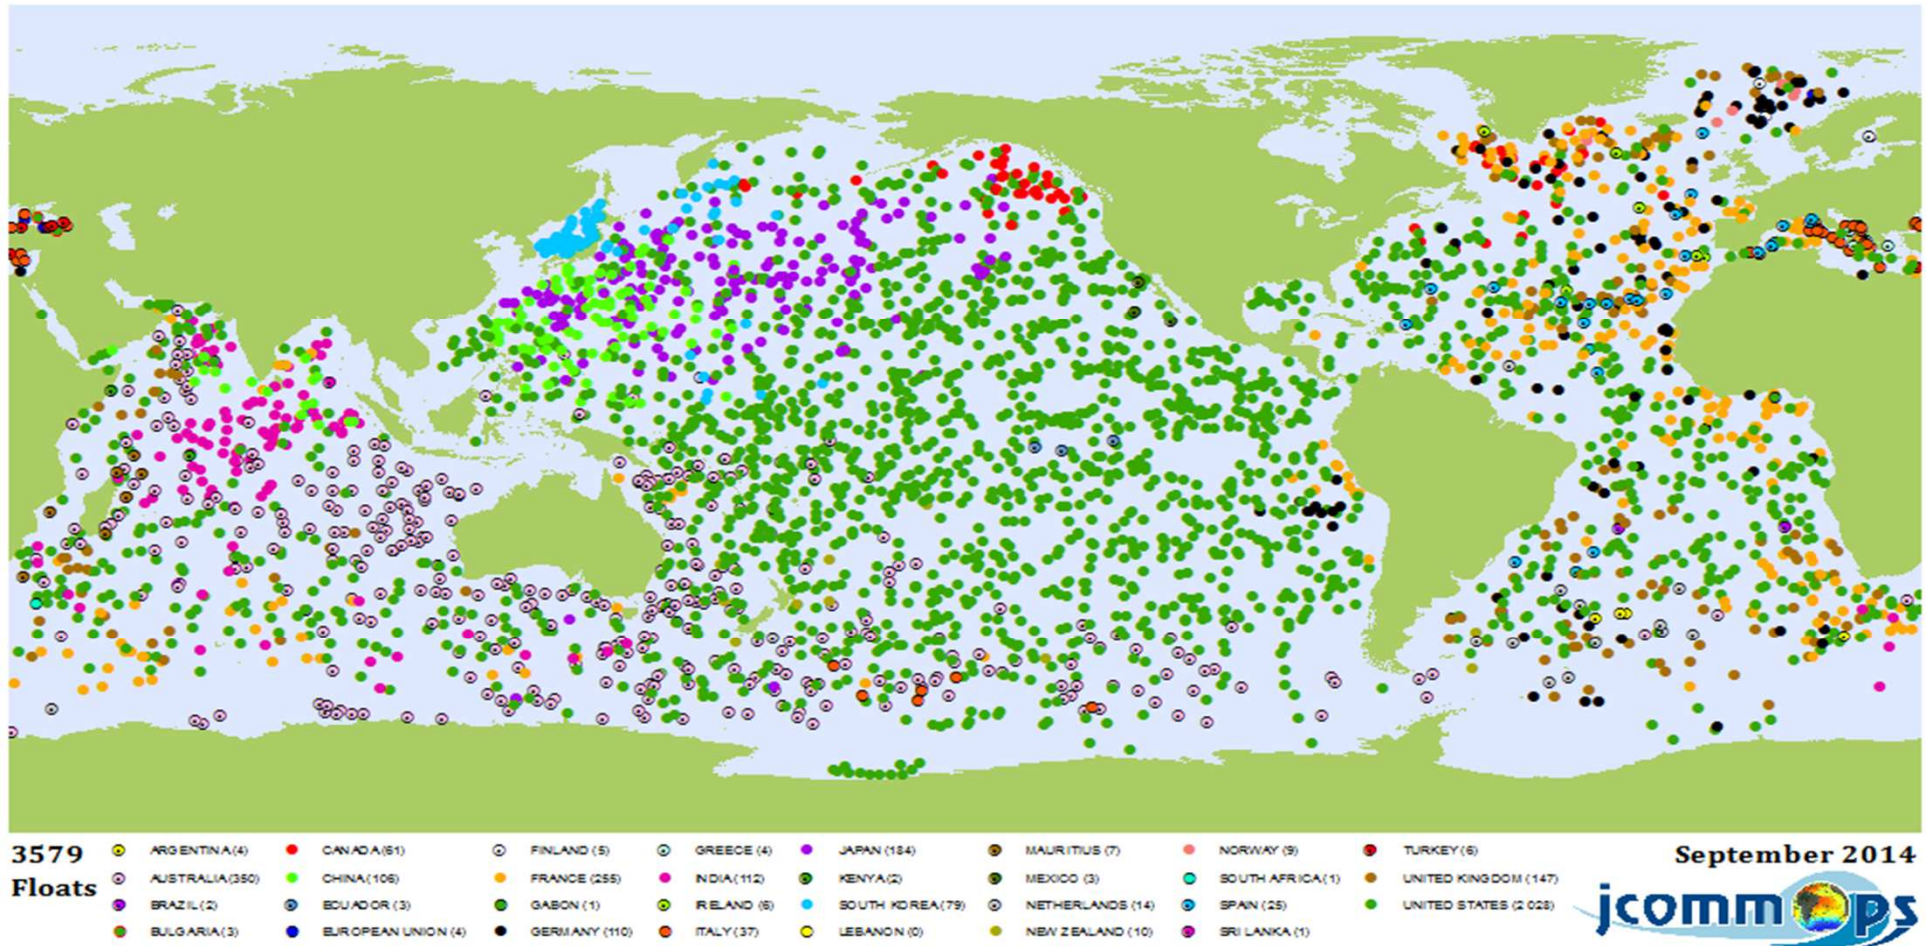 3579
Floats
September 2014
ARGENTINA (4) CANADA (61) FINLAND (5) GREECE (4) JAPAN (184) MAURITIUS (7) NORWAY (9) TURKEY (6)
AUSTRALIA (350) CHINA (106) FRANCE (255) INDIA (112) KENYA (2) MEXICO (3) SOUTH AFRICA (1) UNITED KINGDOM (147)
BRAZIL (2) ECUADOR (3) GABON (1) IRELAND (6) SOUTH KOREA (79) NETHERLANDS (14) SPAIN (25) UNITED STATES (2 028)
BULGARIA (3) EUROPEAN UNION (4) GERMANY (110) ITALY (37) LEBANON (0) NEW ZEALAND (10) SRI LANKA (1)
jcommops